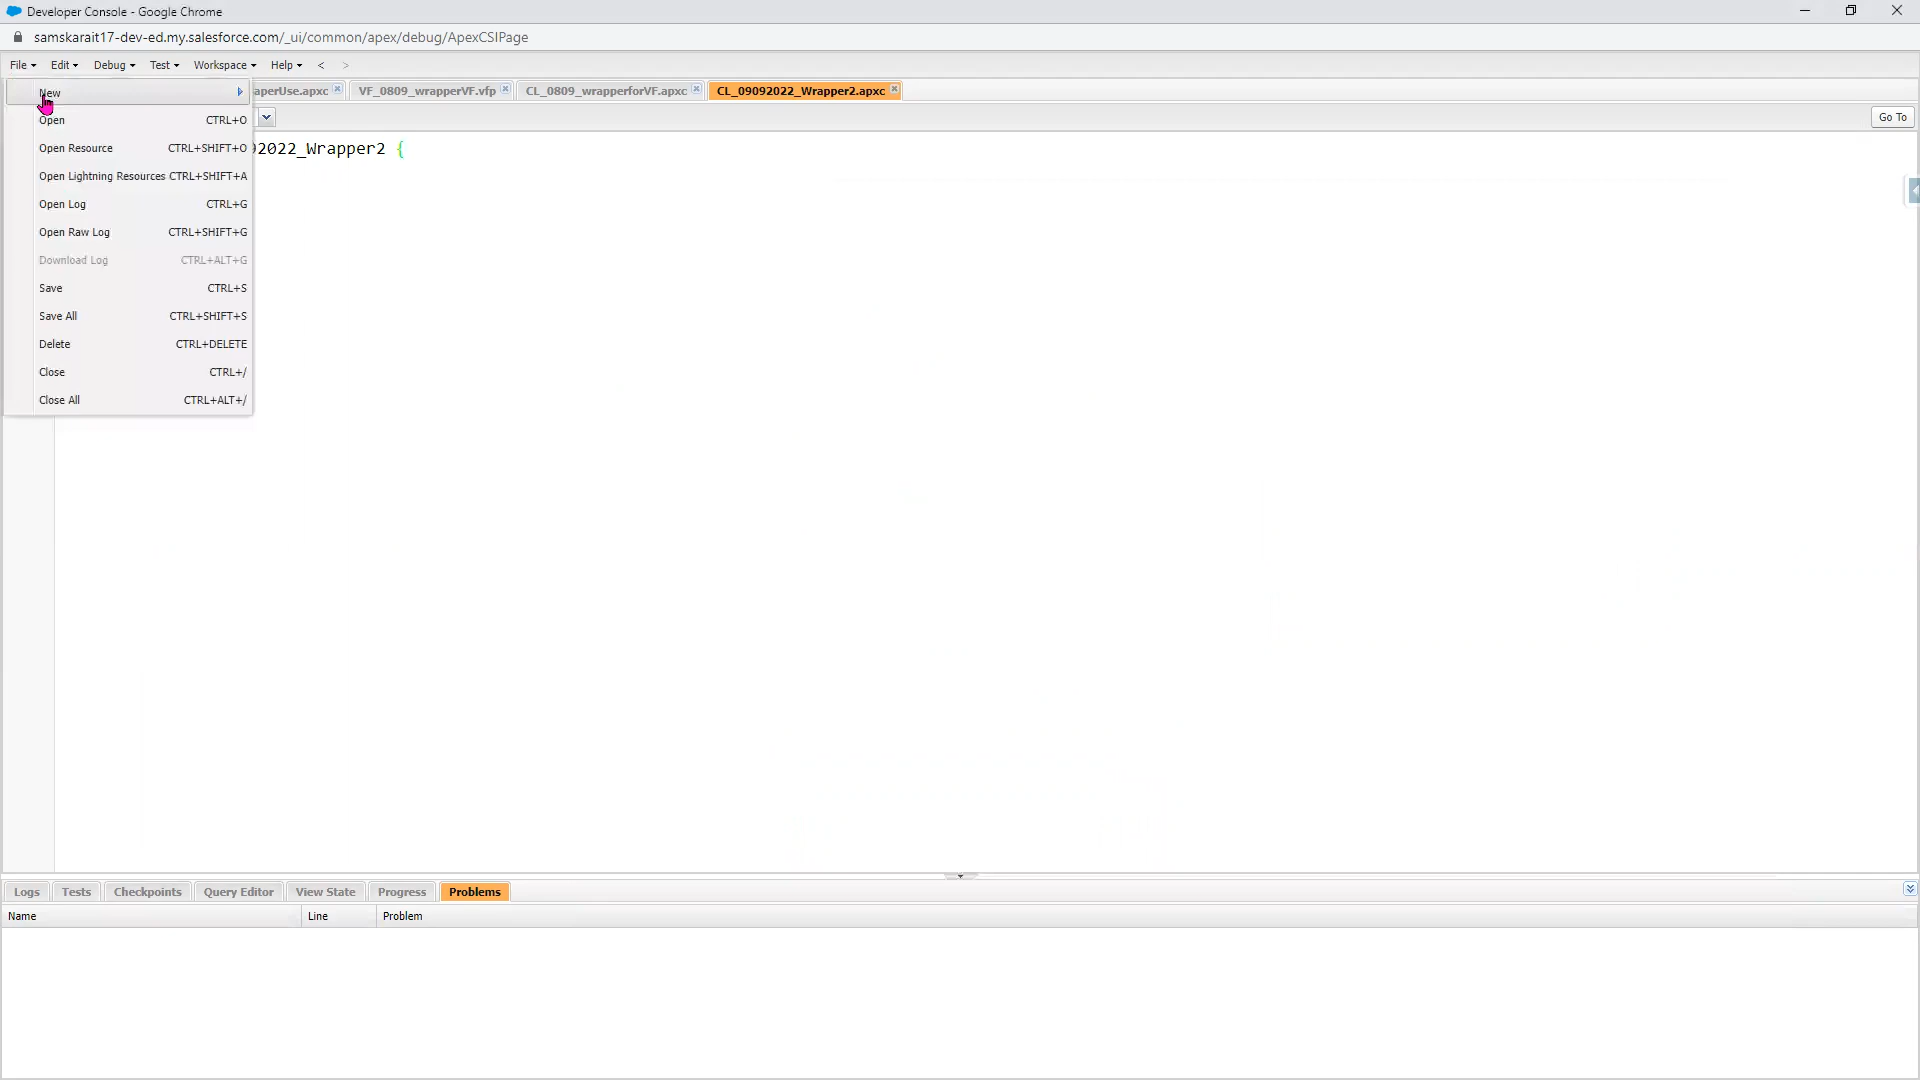 Developer Console - Google Chrome
samskarait17-dev-ed.my.salesforce.com/_ui/common/apex/debug/ApexCSIPage
File Edit Debug Test Workspace Help < >
aperUse.apxc VF_0809_wrapperVF.vfp CL_0809_wrapperforVF.apxc CL_09092022_Wrapper2.apxc
New
Go To
Open CTRL+O
2022_Wrapper2 {
Open Resource CTRL+SHIFT+O
Open Lightning Resources CTRL+SHIFT+A
Open Log CTRL+G
Open Raw Log CTRL+SHIFT+G
Download Log CTRL+ALT+G
Save CTRL+S
Save All CTRL+SHIFT+S
Delete CTRL+DELETE
Close CTRL+/
Close All CTRL+ALT+/
Logs Tests Checkpoints Query Editor View State Progress Problems
Name Line Problem